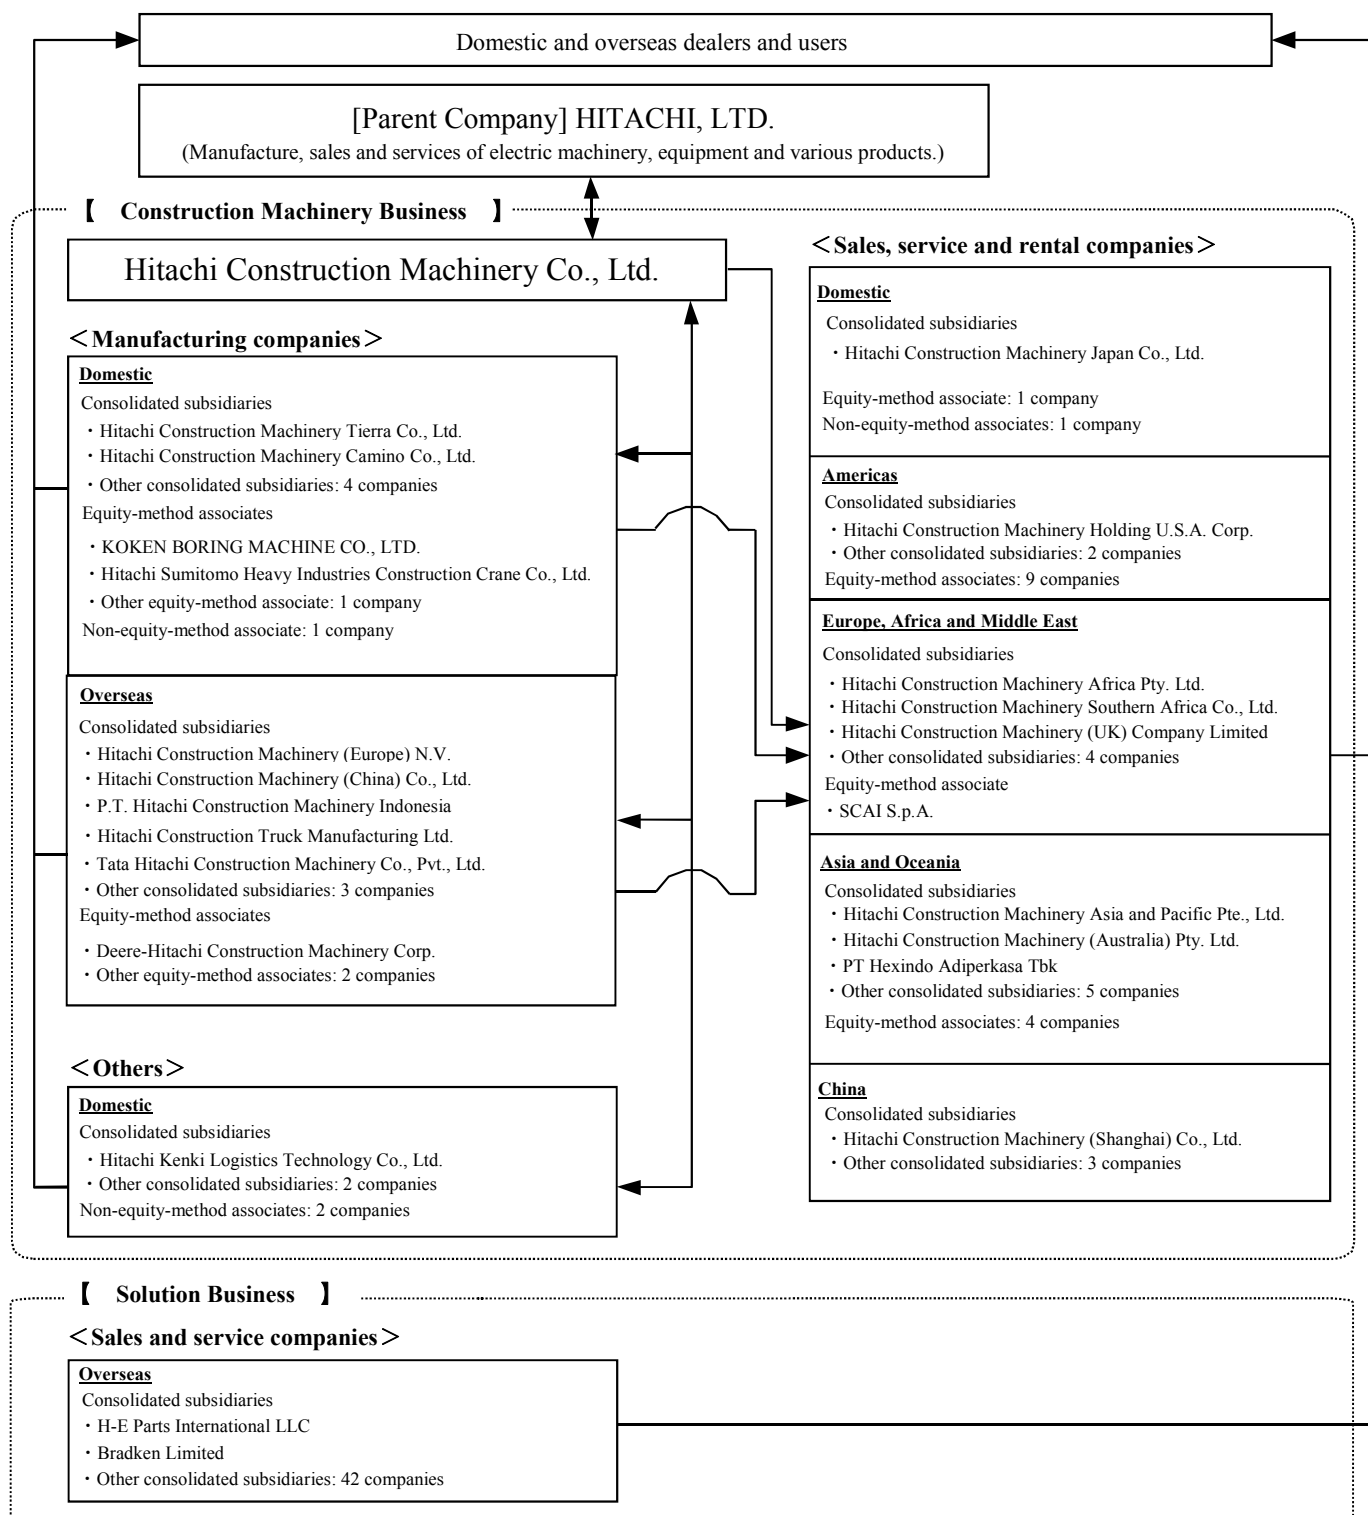 Domestic and overseas dealers and users
[Parent Company] HITACHI, LTD.
(Manufacture, sales and services of electric machinery, equipment and various products.)
【 Construction Machinery Business 】
Hitachi Construction Machinery Co., Ltd.
＜Manufacturing companies＞
Domestic
Consolidated subsidiaries
・Hitachi Construction Machinery Tierra Co., Ltd.
・Hitachi Construction Machinery Camino Co., Ltd.
・Other consolidated subsidiaries: 4 companies
Equity-method associates
・KOKEN BORING MACHINE CO., LTD.
・Hitachi Sumitomo Heavy Industries Construction Crane Co., Ltd.
・Other equity-method associate: 1 company
Non-equity-method associate: 1 company
Overseas
Consolidated subsidiaries
・Hitachi Construction Machinery (Europe) N.V.
・Hitachi Construction Machinery (China) Co., Ltd.
・P.T. Hitachi Construction Machinery Indonesia
・Hitachi Construction Truck Manufacturing Ltd.
・Tata Hitachi Construction Machinery Co., Pvt., Ltd.
・Other consolidated subsidiaries: 3 companies
Equity-method associates
・Deere-Hitachi Construction Machinery Corp.
・Other equity-method associates: 2 companies
＜Others＞
Domestic
Consolidated subsidiaries
・Hitachi Kenki Logistics Technology Co., Ltd.
・Other consolidated subsidiaries: 2 companies
Non-equity-method associates: 2 companies
＜Sales, service and rental companies＞
Domestic
Consolidated subsidiaries
・Hitachi Construction Machinery Japan Co., Ltd.
Equity-method associate: 1 company
Non-equity-method associates: 1 company
Americas
Consolidated subsidiaries
・Hitachi Construction Machinery Holding U.S.A. Corp.
・Other consolidated subsidiaries: 2 companies
Equity-method associates: 9 companies
Europe, Africa and Middle East
Consolidated subsidiaries
・Hitachi Construction Machinery Africa Pty. Ltd.
・Hitachi Construction Machinery Southern Africa Co., Ltd.
・Hitachi Construction Machinery (UK) Company Limited
・Other consolidated subsidiaries: 4 companies
Equity-method associate
・SCAI S.p.A.
Asia and Oceania
Consolidated subsidiaries
・Hitachi Construction Machinery Asia and Pacific Pte., Ltd.
・Hitachi Construction Machinery (Australia) Pty. Ltd.
・PT Hexindo Adiperkasa Tbk
・Other consolidated subsidiaries: 5 companies
Equity-method associates: 4 companies
China
Consolidated subsidiaries
・Hitachi Construction Machinery (Shanghai) Co., Ltd.
・Other consolidated subsidiaries: 3 companies
【 Solution Business 】
＜Sales and service companies＞
Overseas
Consolidated subsidiaries
・H-E Parts International LLC
・Bradken Limited
・Other consolidated subsidiaries: 42 companies